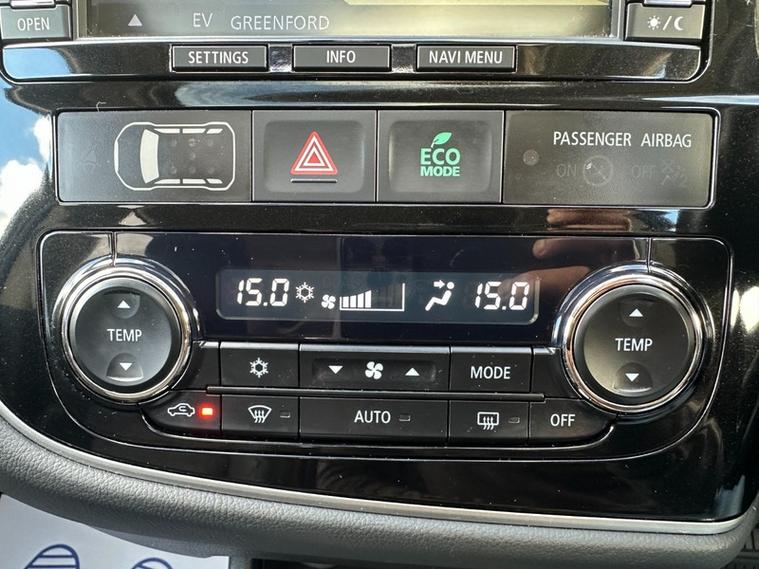 OPEN
EV GREENFORD
SETTINGS INFO NAVI MENU
ECO
MODE
PASSENGER AIRBAG
ON OFF
15.0 15.0
TEMP
TEMP
MODE
AUTO OFF